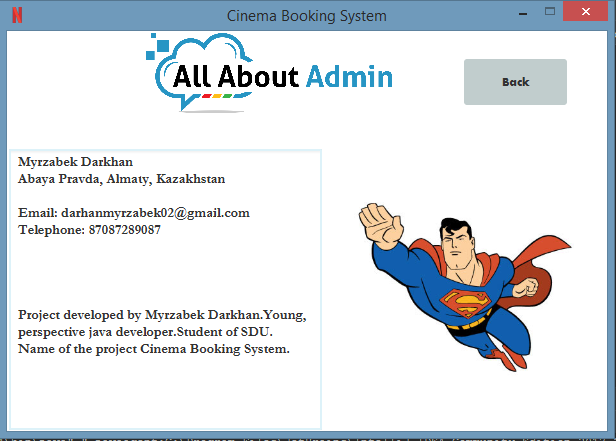 Cinema Booking System
All About Admin
Back
Myrzabek Darkhan
Abaya Pravda, Almaty, Kazakhstan
Email: darhanmyrzabek02@gmail.com
Telephone: 87087289087
Project developed by Myrzabek Darkhan.Young,
perspective java developer.Student of SDU.
Name of the project Cinema Booking System.